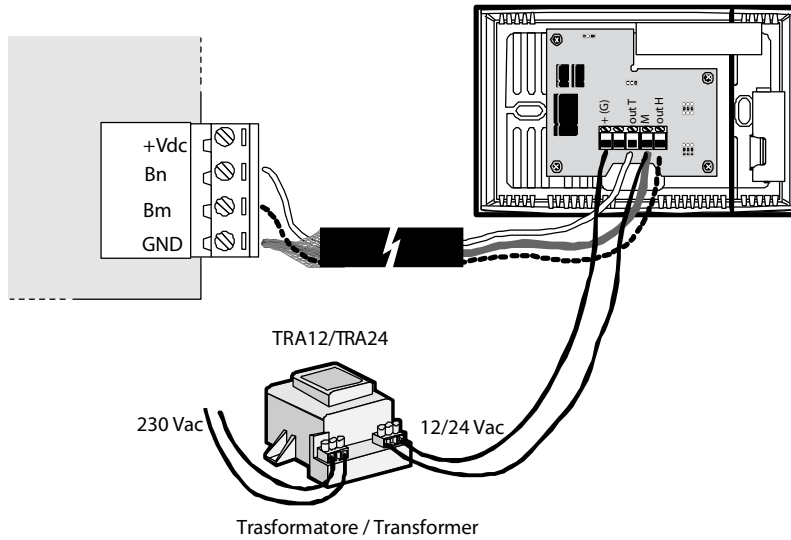 +Vdc
Bn
Bm
GND
+ (G)
out T
M
out H
TRA12/TRA24
230 Vac
12/24 Vac
Trasformatore / Transformer